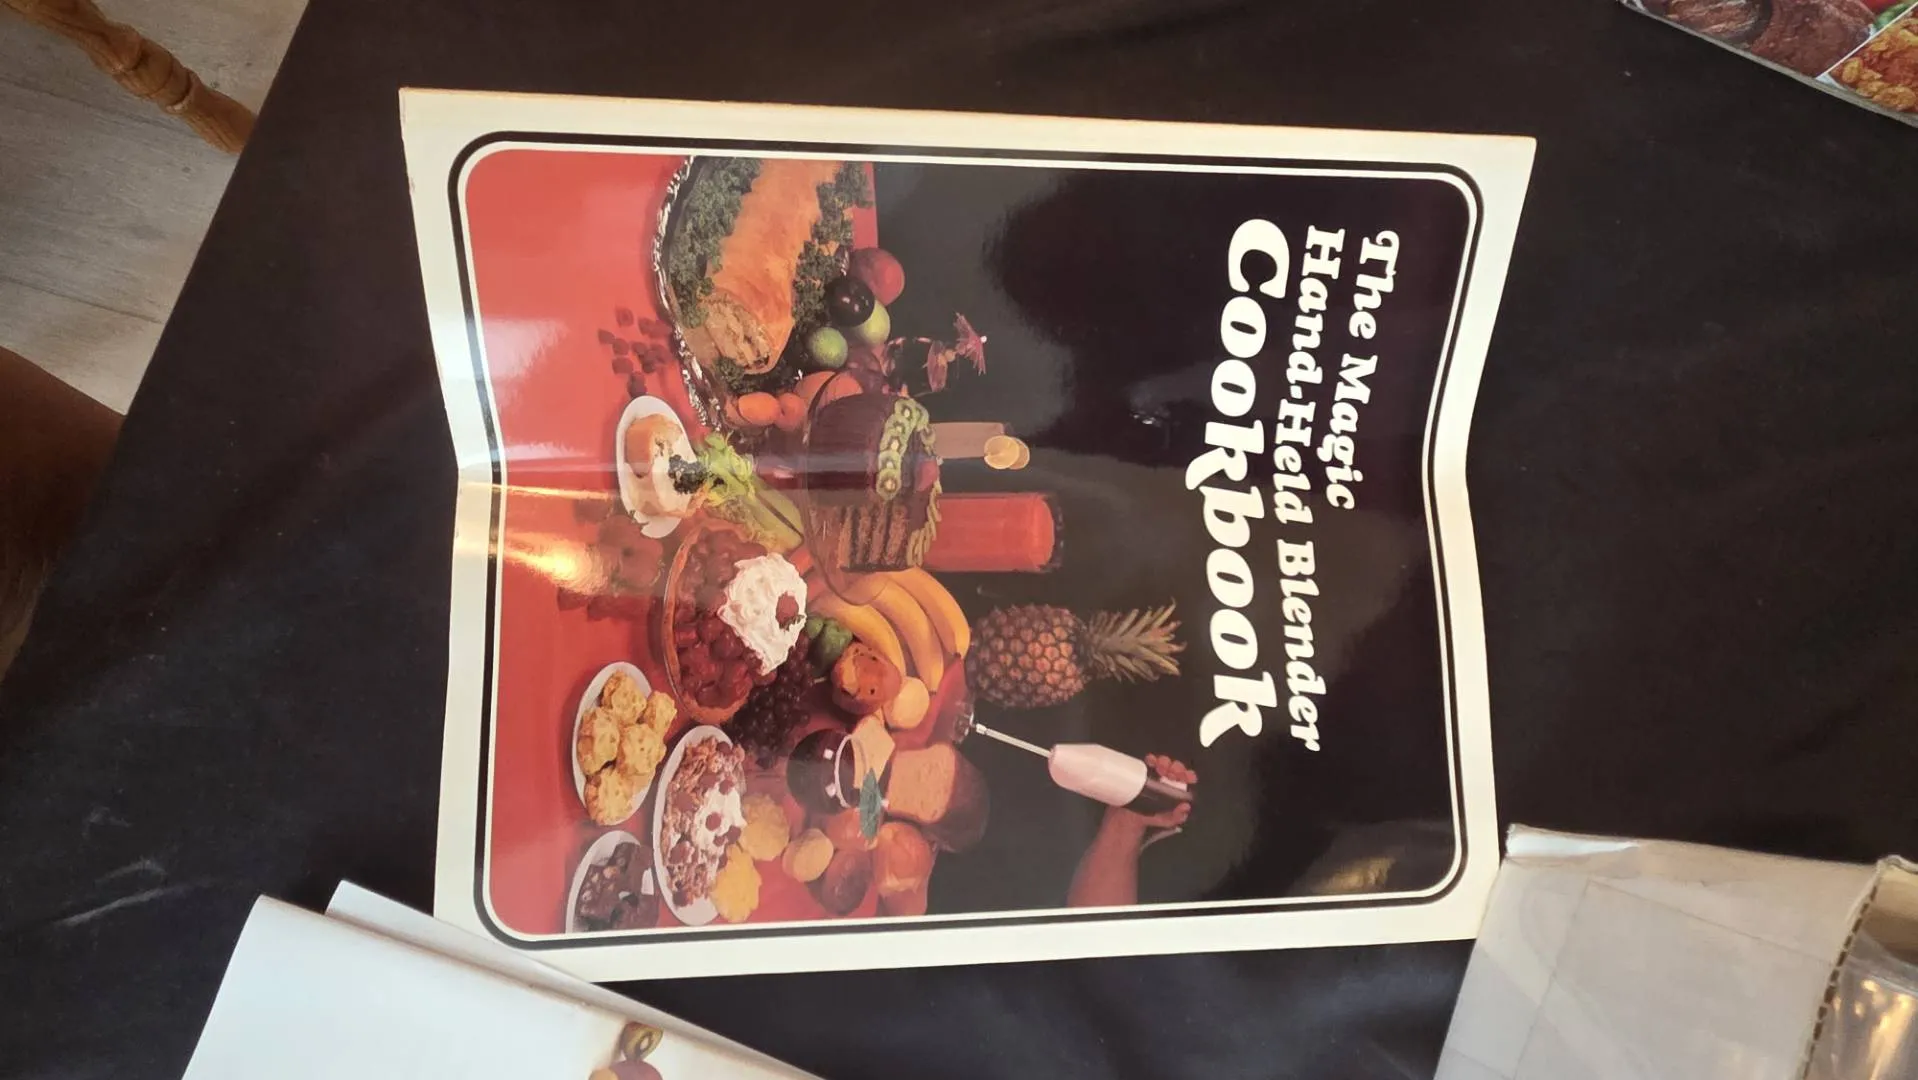 The Magic
Hand-Held Blender
Cookbook